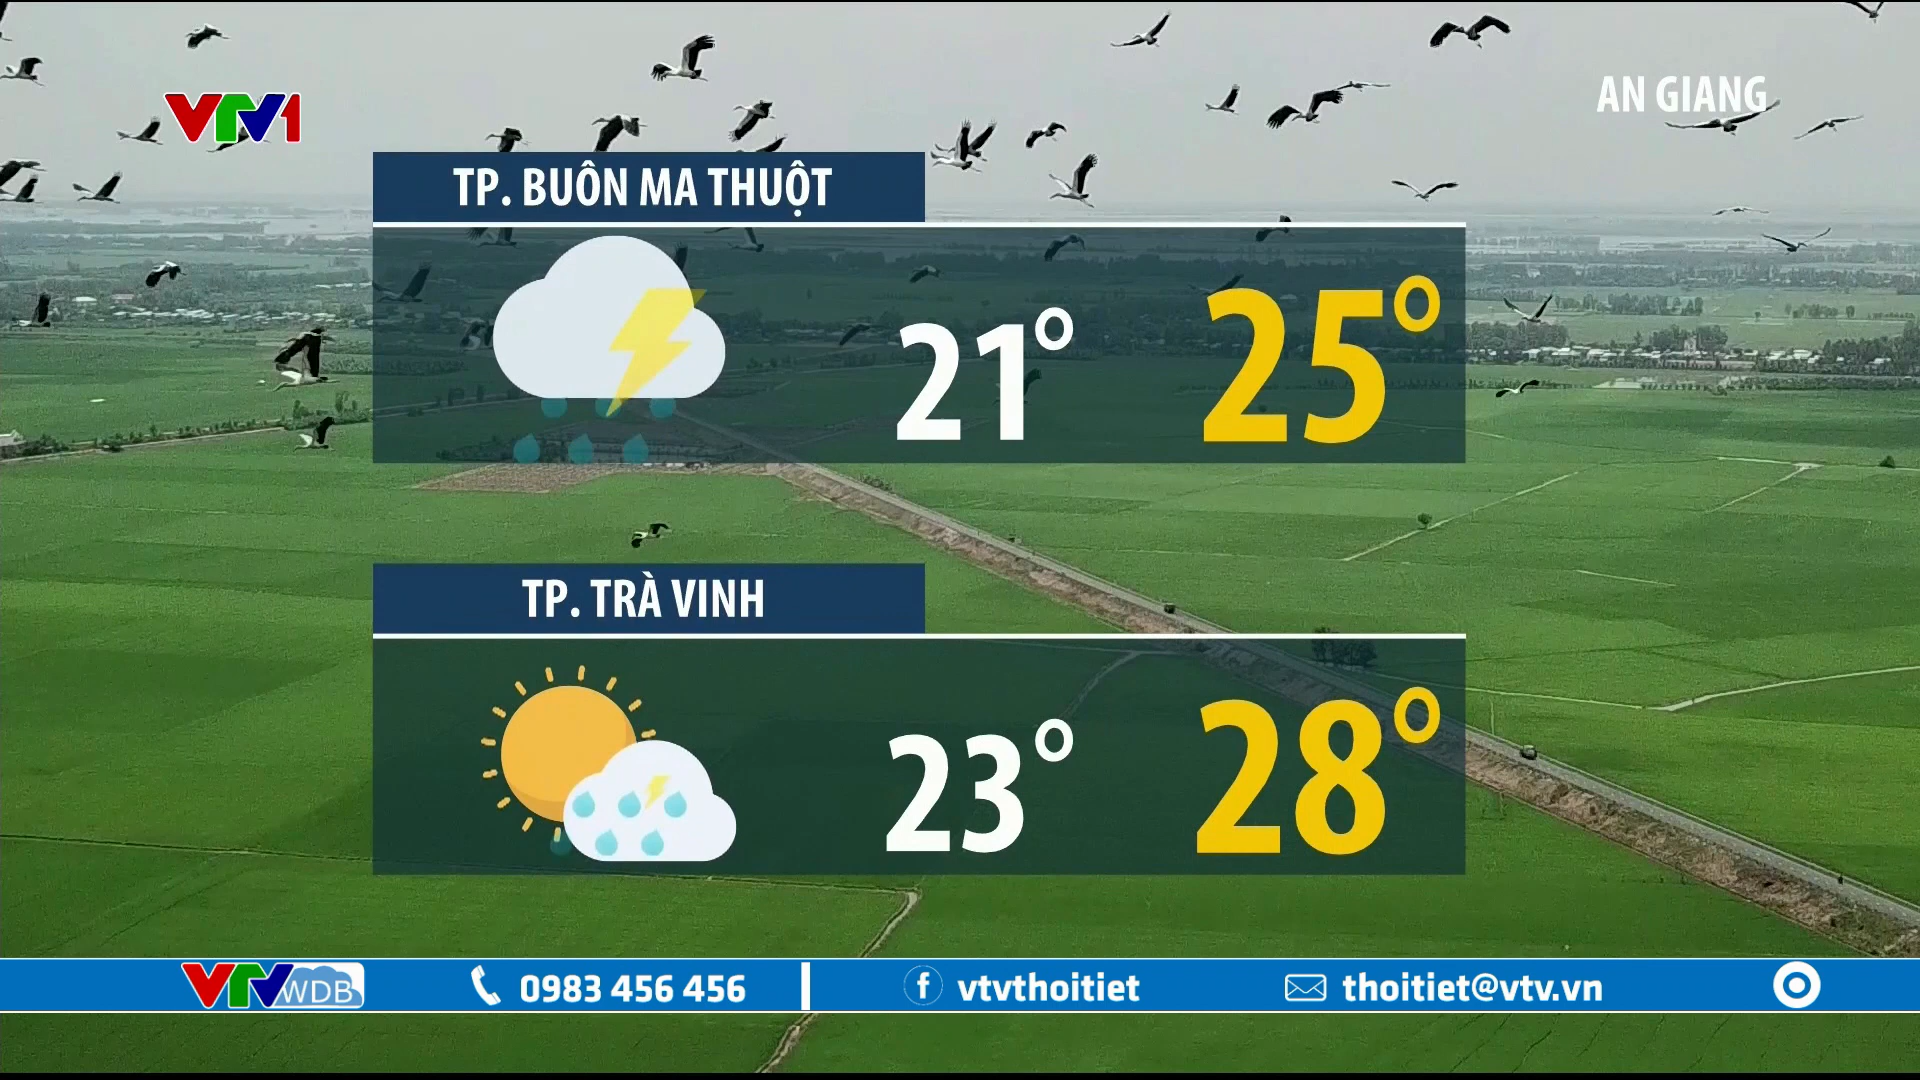 VTV1
AN GIANG
TP. BUÔN MA THUỘT
21° 25°
TP. TRÀ VINH
23° 28°
VTV WDB 0983 456 456 vtvthoitiet thoitiet@vtv.vn